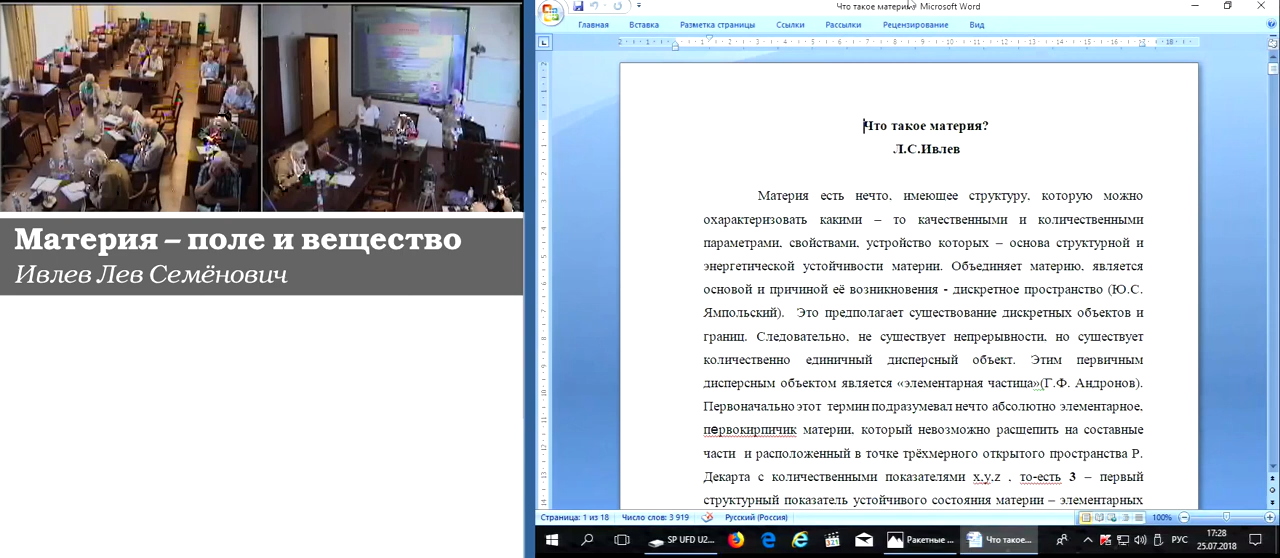 Материя – поле и вещество
Ивлев Лев Семёнович
Что такое материя? - Microsoft Word
Главная Вставка Разметка страницы Ссылки Рассылки Рецензирование Вид
Что такое материя?
Л.С.Ивлев
Материя есть нечто, имеющее структуру, которую можно
охарактеризовать какими – то качественными и количественными
параметрами, свойствами, устройство которых – основа структурной и
энергетической устойчивости материи. Объединяет материю, является
основой и причиной её возникновения - дискретное пространство (Ю.С.
Ямпольский). Это предполагает существование дискретных объектов и
границ. Следовательно, не существует непрерывности, но существует
количественно единичный дисперсный объект. Этим первичным
дисперсным объектом является «элементарная частица»(Г.Ф. Андронов).
Первоначально этот термин подразумевал нечто абсолютно элементарное,
первокирпичик материи, который невозможно расщепить на составные
части и расположенный в точке трёхмерного открытого пространства Р.
Декарта с количественными показателями x,y,z , то-есть 3 – первый
структурный показатель устойчивого состояния материи – элементарных
Страница: 1 из 18 Число слов: 3 919 Русский (Россия) 100%
SP UFD U2... Ракетные ... Что такое... РУС 17:28
25.07.2018